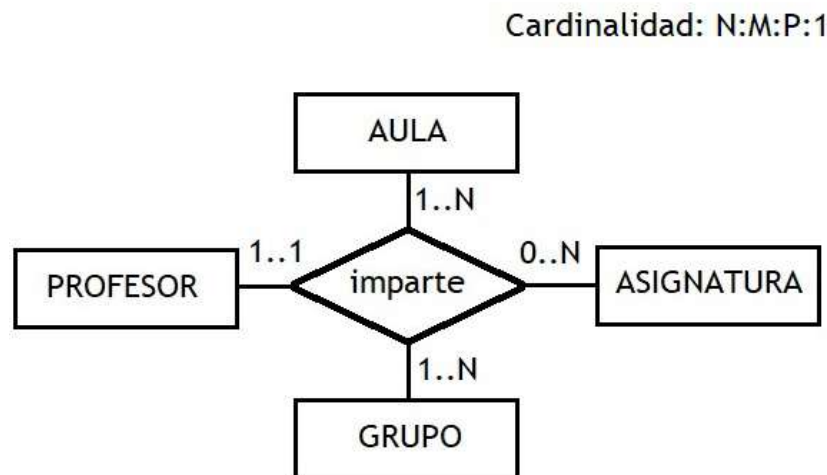 Cardinalidad: N:M:P:1
AULA
1..N
PROFESOR
1..1
imparte
0..N
ASIGNATURA
1..N
GRUPO